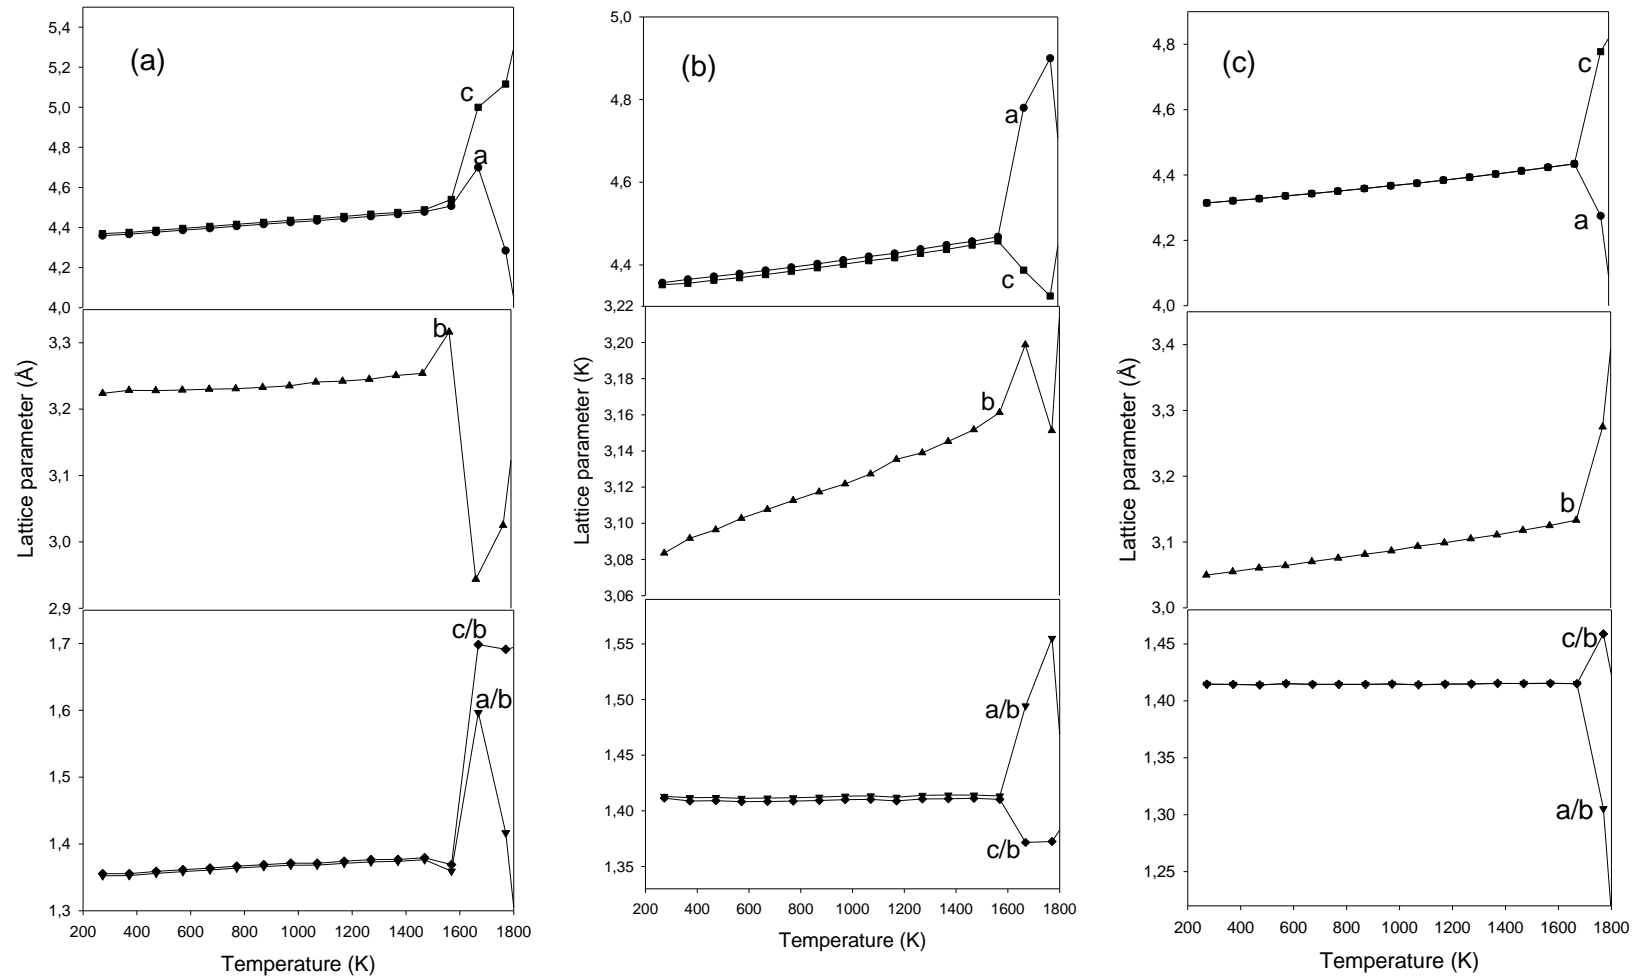 (a)
5,4
5,2
5,0
4,8
4,6
4,4
4,2
4,0
c
a
3,3
3,2
3,1
3,0
2,9
b
Lattice parameter (Å)
1,7
1,6
1,5
1,4
1,3
c/b
a/b
200 400 600 800 1000 1200 1400 1600 1800
Temperature (K)
(b)
5,0
4,8
4,6
4,4
a
c
3,22
3,20
3,18
3,16
3,14
3,12
3,10
3,08
3,06
b
Lattice parameter (K)
1,55
1,50
1,45
1,40
1,35
a/b
c/b
200 400 600 800 1000 1200 1400 1600 1800
Temperature (K)
(c)
4,8
4,6
4,4
4,2
4,0
c
a
3,4
3,3
3,2
3,1
3,0
b
Lattice parameter (Å)
1,45
1,40
1,35
1,30
1,25
c/b
a/b
200 400 600 800 1000 1200 1400 1600 1800
Temperature (K)